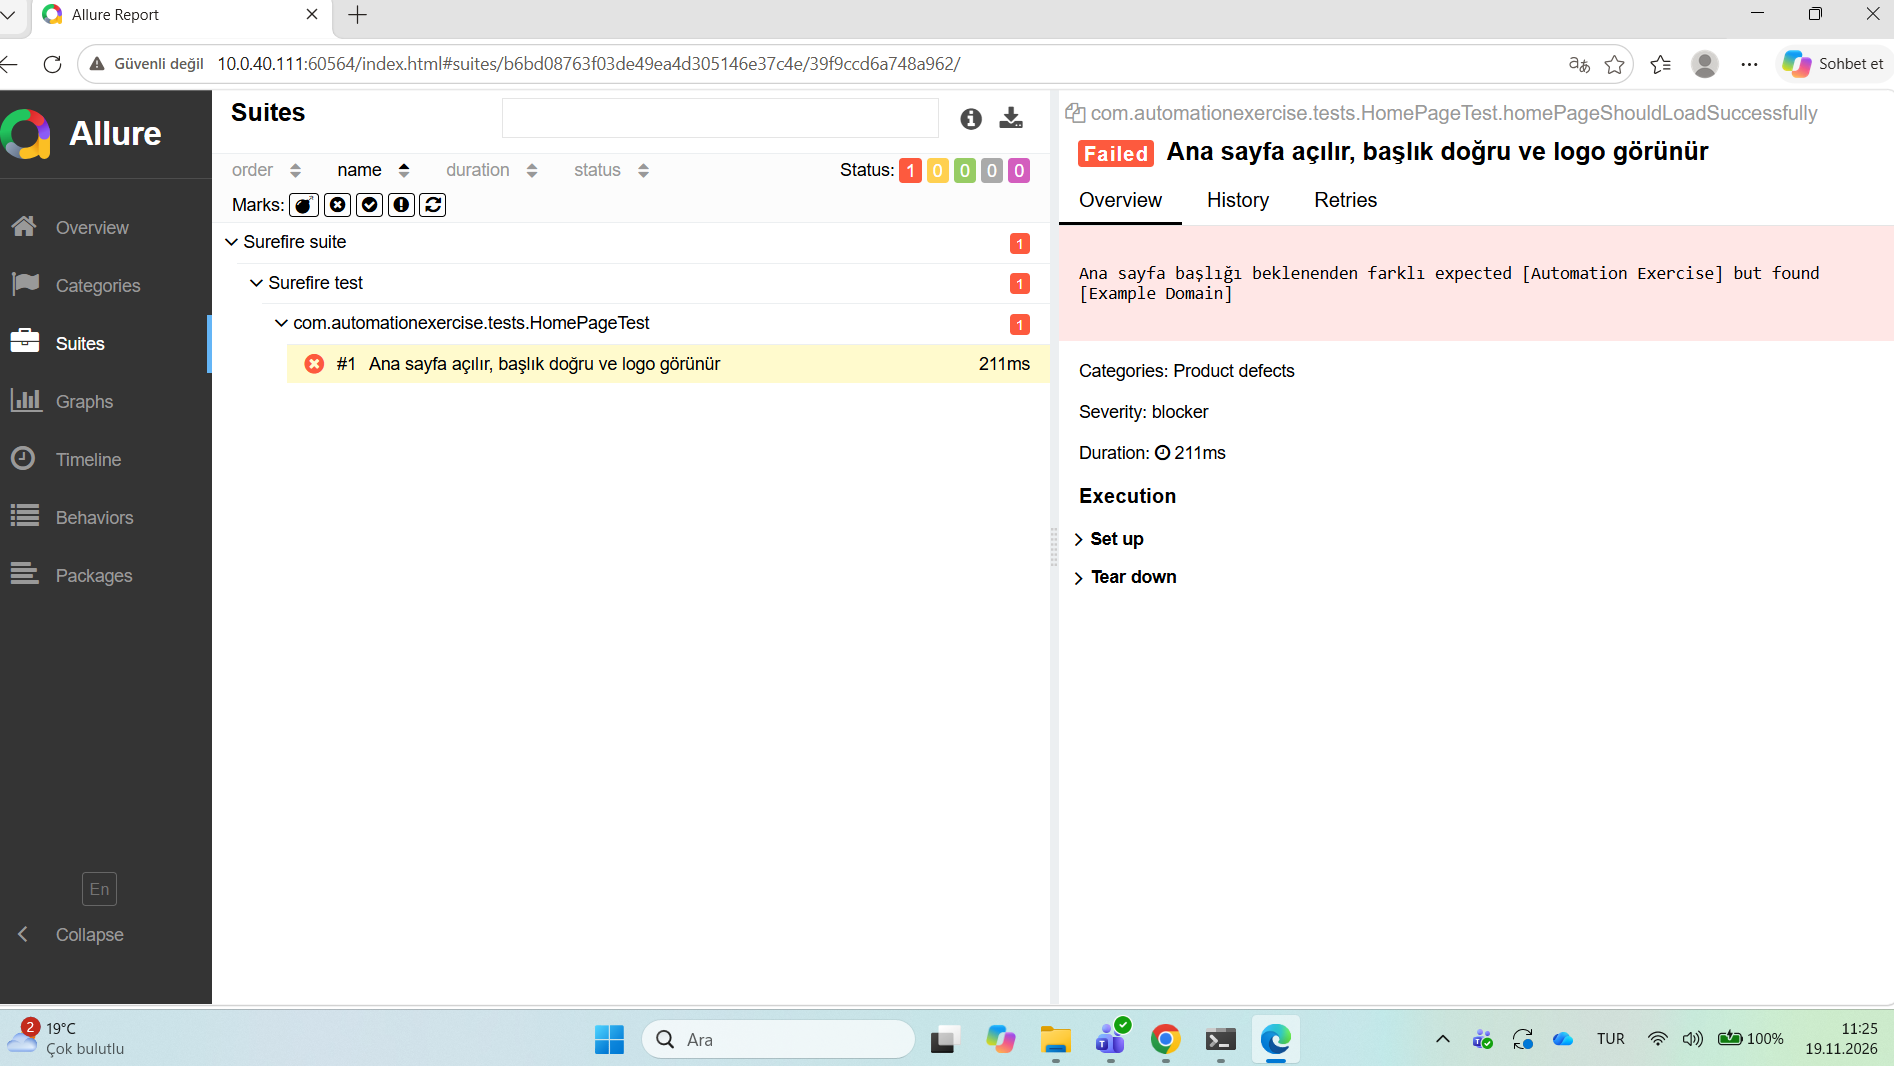 Allure Report
Güvenli değil
10.0.40.111:60564/index.html#suites/b6bd08763f03de49ea4d305146e37c4e/39f9ccd6a748a962/
Sohbet et
Allure
Overview
Categories
Suites
Graphs
Timeline
Behaviors
Packages
En
Collapse
Suites
order name duration status
Status: 1 0 0 0 0
Marks:
Surefire suite 1
Surefire test 1
com.automationexercise.tests.HomePageTest 1
#1 Ana sayfa açılır, başlık doğru ve logo görünür 211ms
com.automationexercise.tests.HomePageTest.homePageShouldLoadSuccessfully
Failed Ana sayfa açılır, başlık doğru ve logo görünür
Overview History Retries
Ana sayfa başlığı beklenenden farklı expected [Automation Exercise] but found
[Example Domain]
Categories: Product defects
Severity: blocker
Duration: 211ms
Execution
Set up
Tear down
2
19°C
Çok bulutlu
Ara
TUR
100%
11:25
19.11.2026